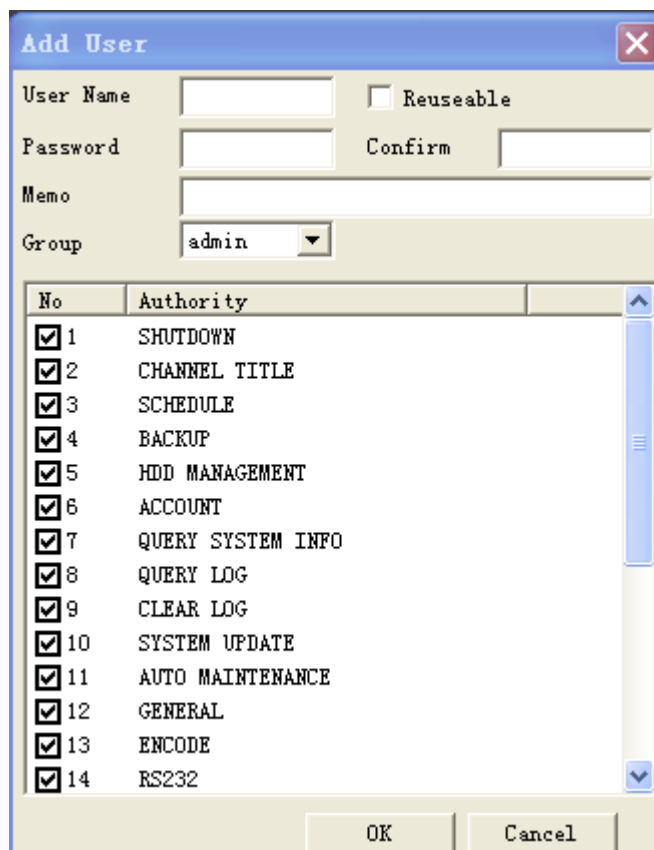 Add User
User Name Reuseable
Password Confirm
Memo
Group admin
No Authority
1 SHUTDOWN
2 CHANNEL TITLE
3 SCHEDULE
4 BACKUP
5 HDD MANAGEMENT
6 ACCOUNT
7 QUERY SYSTEM INFO
8 QUERY LOG
9 CLEAR LOG
10 SYSTEM UPDATE
11 AUTO MAINTENANCE
12 GENERAL
13 ENCODE
14 RS232
OK Cancel